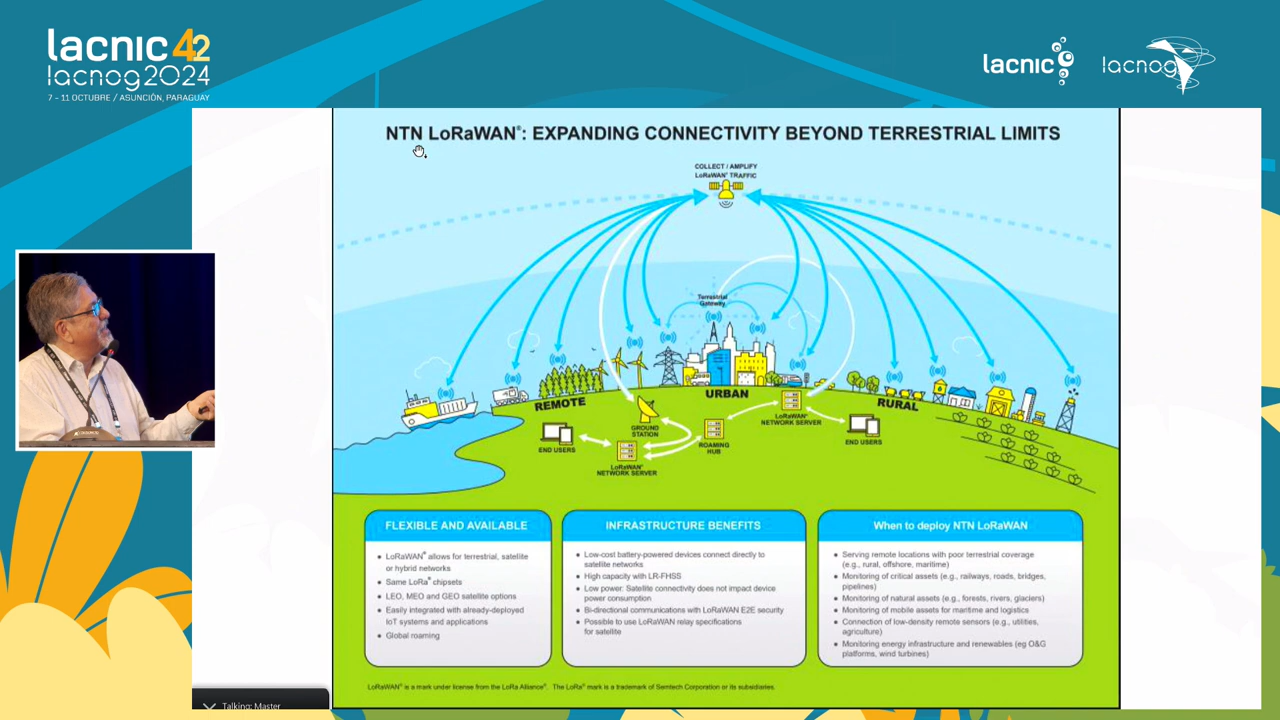 lacnic 42
lacnog2024
7 - 11 OCTUBRE / ASUNCIÓN, PARAGUAY
lacnic
lacnog
NTN LoRaWAN®: EXPANDING CONNECTIVITY BEYOND TERRESTRIAL LIMITS
COLLECT / AMPLIFY
LoRaWAN® TRAFFIC
Terrestrial
Gateway
REMOTE
URBAN
RURAL
GROUND
STATION
END USERS
LoRaWAN®
NETWORK SERVER
ROAMING
HUB
LoRaWAN®
NETWORK SERVER
END USERS
FLEXIBLE AND AVAILABLE
• LoRaWAN® allows for terrestrial, satellite
or hybrid networks
• Same LoRa® chipsets
• LEO, MEO and GEO satellite options
• Easily integrated with already-deployed
IoT systems and applications
• Global roaming
INFRASTRUCTURE BENEFITS
• Low-cost battery-powered devices connect directly to
satellite networks
• High capacity with LR-FHSS
• Low power: Satellite connectivity does not impact device
power consumption
• Bi-directional communications with LoRaWAN E2E security
• Possible to use LoRaWAN relay specifications
for satellite
When to deploy NTN LoRaWAN
• Serving remote locations with poor terrestrial coverage
(e.g., rural, offshore, maritime)
• Monitoring of critical assets (e.g., railways, roads, bridges,
pipelines)
• Monitoring of natural assets (e.g., forests, rivers, glaciers)
• Monitoring of mobile assets for maritime and logistics
• Connection of low-density remote sensors (e.g., utilities,
agriculture)
• Monitoring energy infrastructure and renewables (eg O&G
platforms, wind turbines)
LoRaWAN® is a mark under license from the LoRa Alliance®. The LoRa® mark is a trademark of Semtech Corporation or its subsidiaries.
Talking: Master